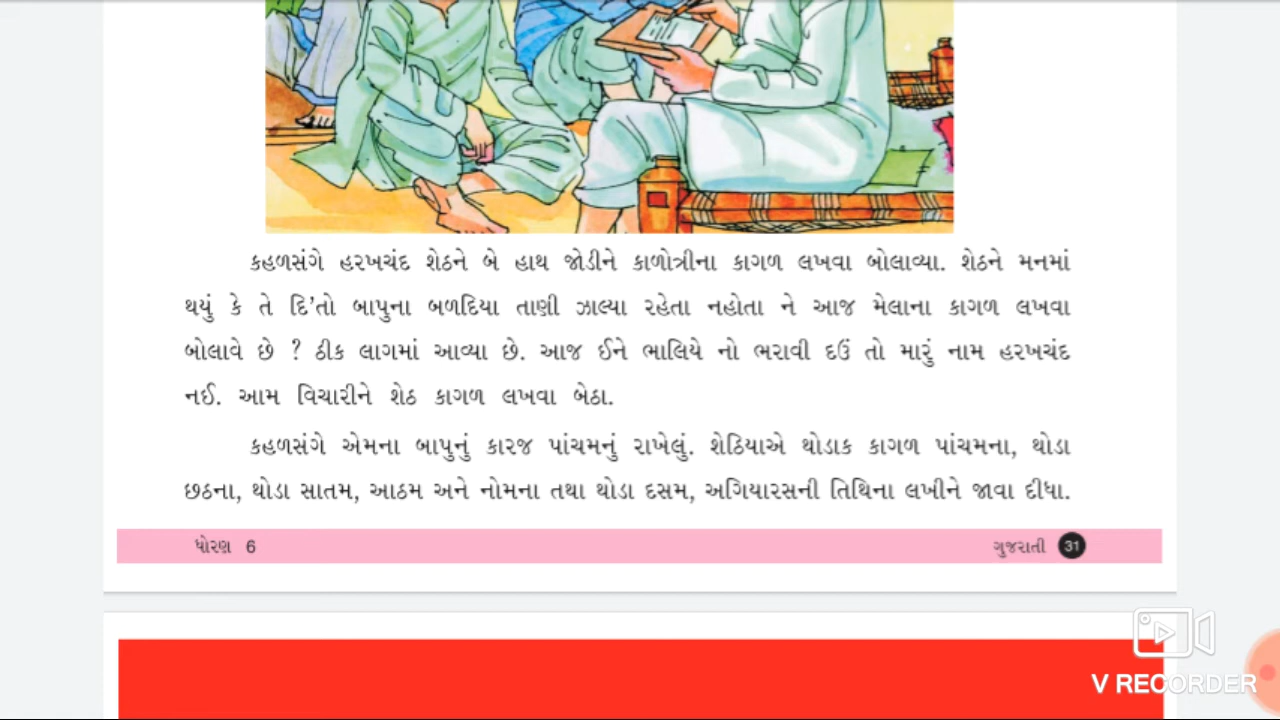 કહળસંગે હરખચંદ શેઠને બે હાથ જોડીને કાળોત્રીના કાગળ લખવા બોલાવ્યા. શેઠને મનમાં
થયું કે તે દિ'તો બાપુના બળદિયા તાણી ઝાલ્યા રહેતા નહોતા ને આજ મેલાના કાગળ લખવા
બોલાવે છે ? ઠીક લાગમાં આવ્યા છે. આજ ઈને ભાલિયે નો ભરાવી દઉં તો મારું નામ હરખચંદ
નઈ. આમ વિચારીને શેઠ કાગળ લખવા બેઠા.
કહળસંગે એમના બાપુનું કારજ પાંચમનું રાખેલું. શેઠિયાએ થોડાક કાગળ પાંચમના, થોડા
છઠના, થોડા સાતમ, આઠમ અને નોમના તથા થોડા દસમ, અગિયારસની તિથિના લખીને જાવા દીધા.
ધોરણ 6
ગુજરાતી 31
V RECORDER